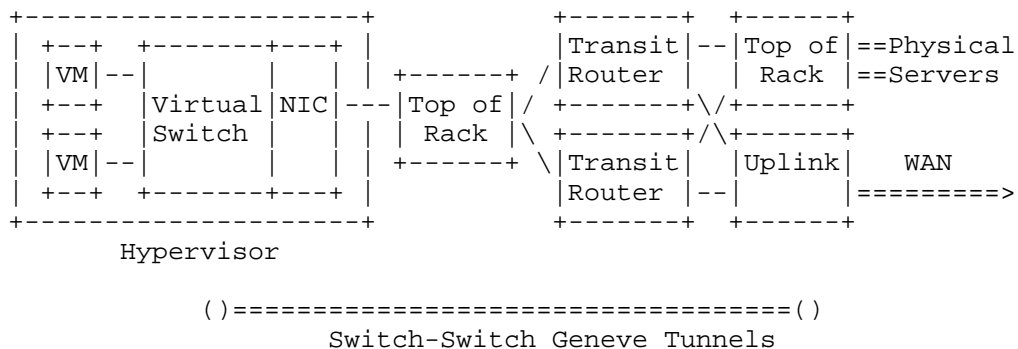 Transit Top of Physical
VM Router Rack Servers
Virtual NIC Top of
Switch Rack
VM Transit Uplink WAN
Router
Hypervisor
Switch-Switch Geneve Tunnels